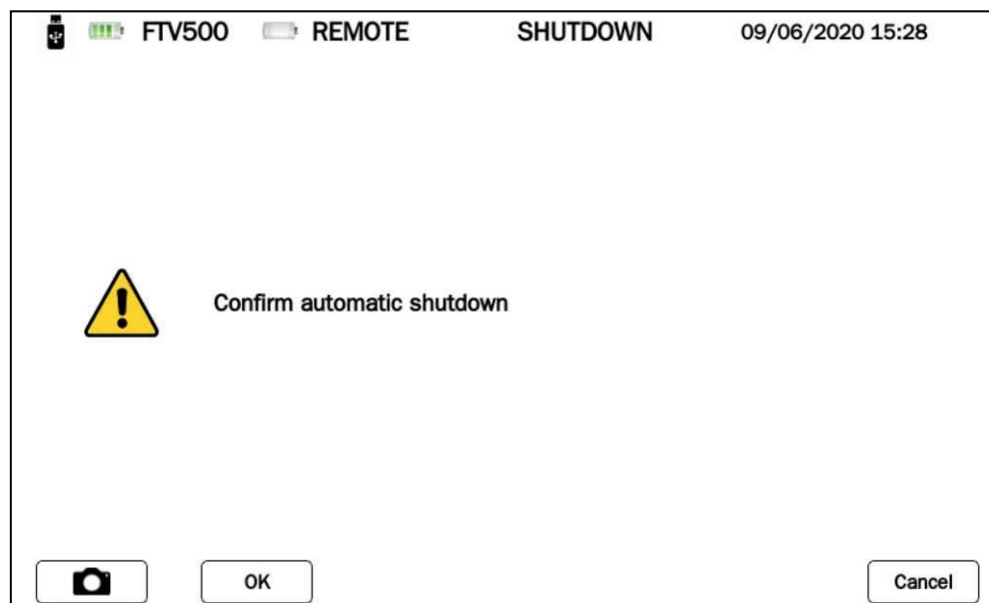 FTV500 REMOTE SHUTDOWN 09/06/2020 15:28
Confirm automatic shutdown
OK Cancel